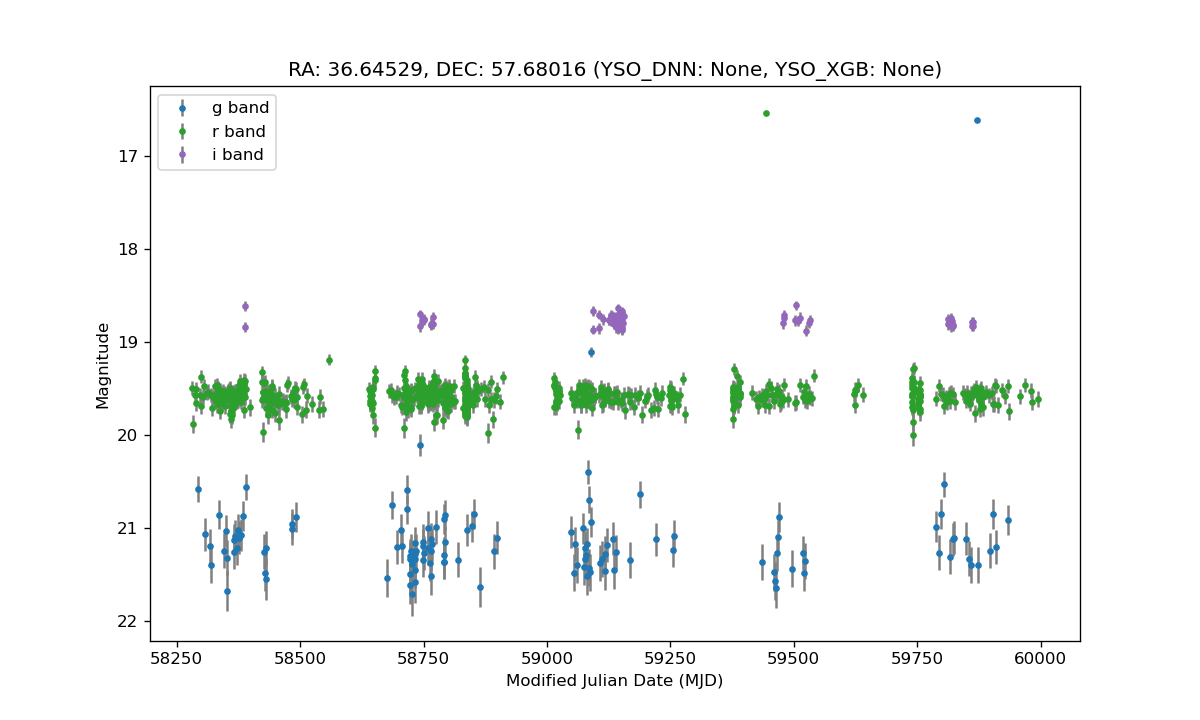 RA: 36.64529, DEC: 57.68016 (YSO_DNN: None, YSO_XGB: None)
g band
r band
i band
17
18
19
20
21
22
Magnitude
58250 58500 58750 59000 59250 59500 59750 60000
Modified Julian Date (MJD)